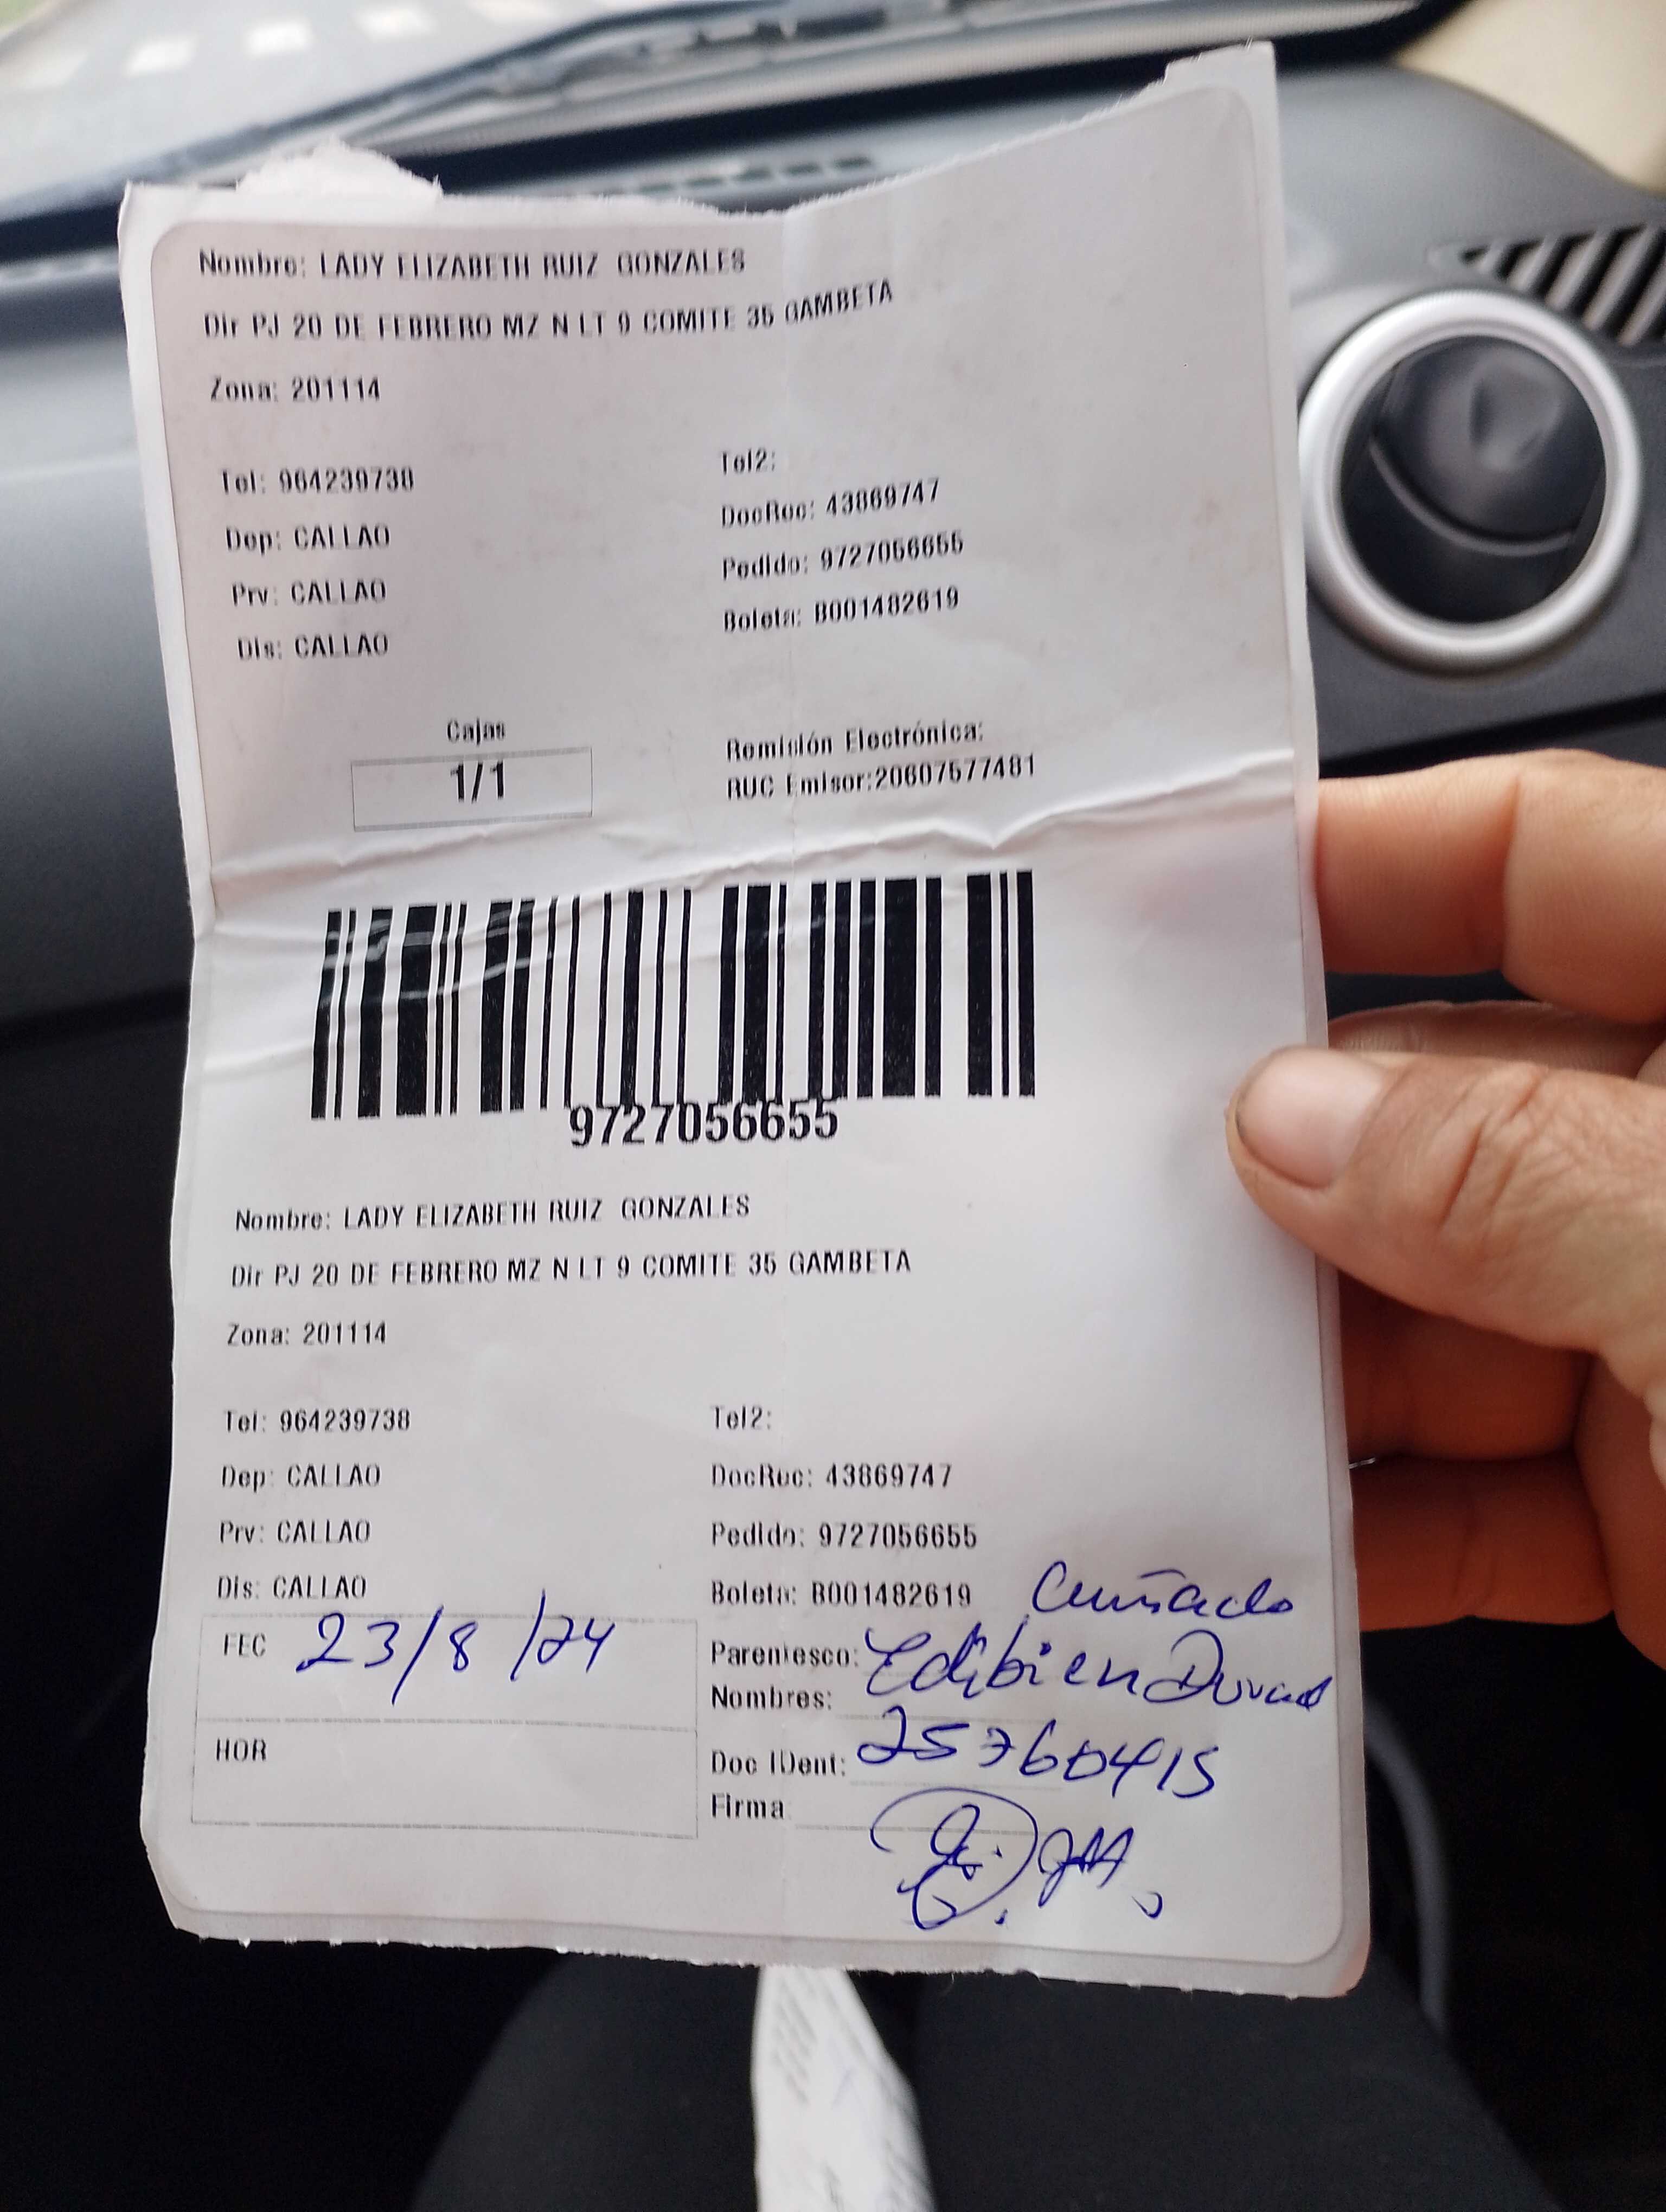 Nombre: LADY ELIZABETH RUIZ GONZALES
Dir PJ 20 DE FEBRERO MZ N LT 9 COMITE 35 GAMBETA
Zona: 201114
Tel: 964239738 Tel2:
Dep: CALLAO DocRuc: 43869747
Prv: CALLAO Pedido: 9727056655
Dis: CALLAO Boleta: B001482619
Cajas Remisión Electrónica:
1/1 RUC Emisor:20607577481
9727056655
Nombre: LADY ELIZABETH RUIZ GONZALES
Dir PJ 20 DE FEBRERO MZ N LT 9 COMITE 35 GAMBETA
Zona: 201114
Tel: 964239738 Tel2:
Dep: CALLAO DocRuc: 43869747
Prv: CALLAO Pedido: 9727056655
Dis: CALLAO Boleta: B001482619 Cuñado
FEC 23/8/24 Parentesco:
Nombres:
HOR Doc IDent: 25760415
Firma